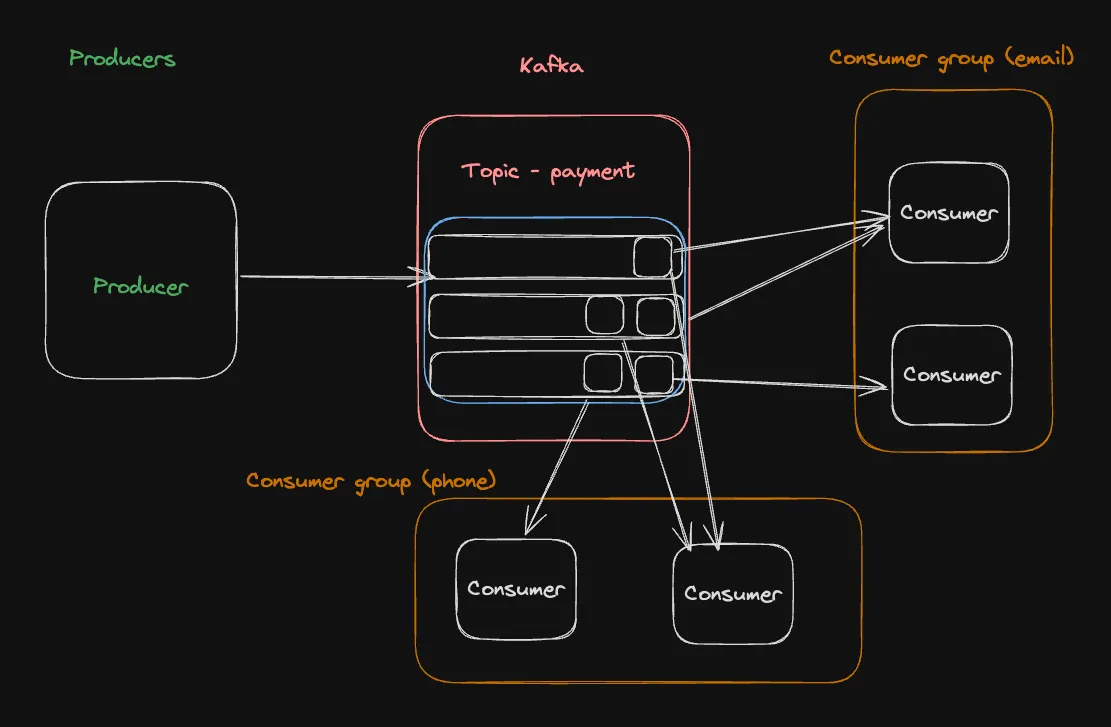 Producers
Kafka
Consumer group (email)
Topic - payment
Producer
Consumer
Consumer
Consumer group (phone)
Consumer
Consumer